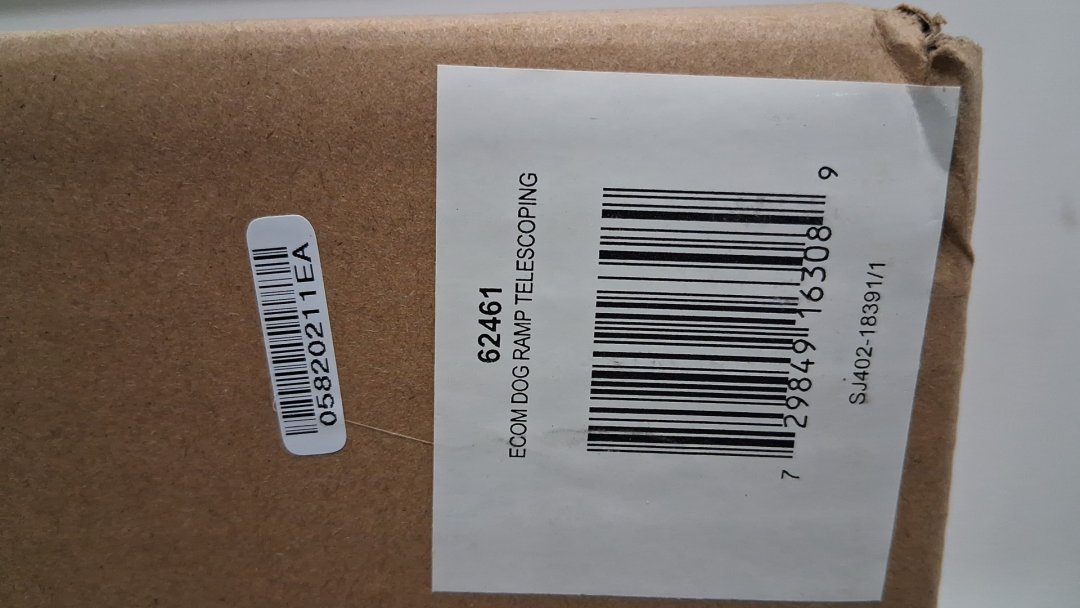 05820211EA
62461
ECOM DOG RAMP TELESCOPING
7 29849 16308 9
SJ402-18391/1